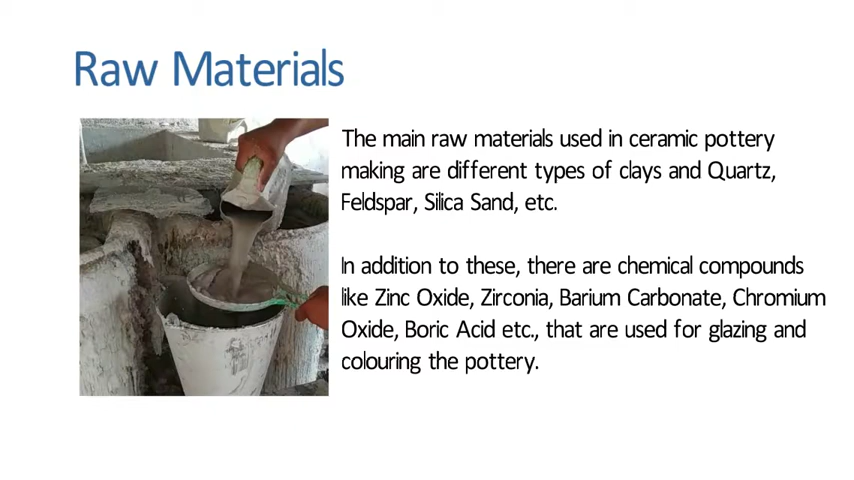 Raw Materials
The main raw materials used in ceramic pottery
making are different types of clays and Quartz,
Feldspar, Silica Sand, etc.
In addition to these, there are chemical compounds
like Zinc Oxide, Zirconia, Barium Carbonate, Chromium
Oxide, Boric Acid etc., that are used for glazing and
colouring the pottery.